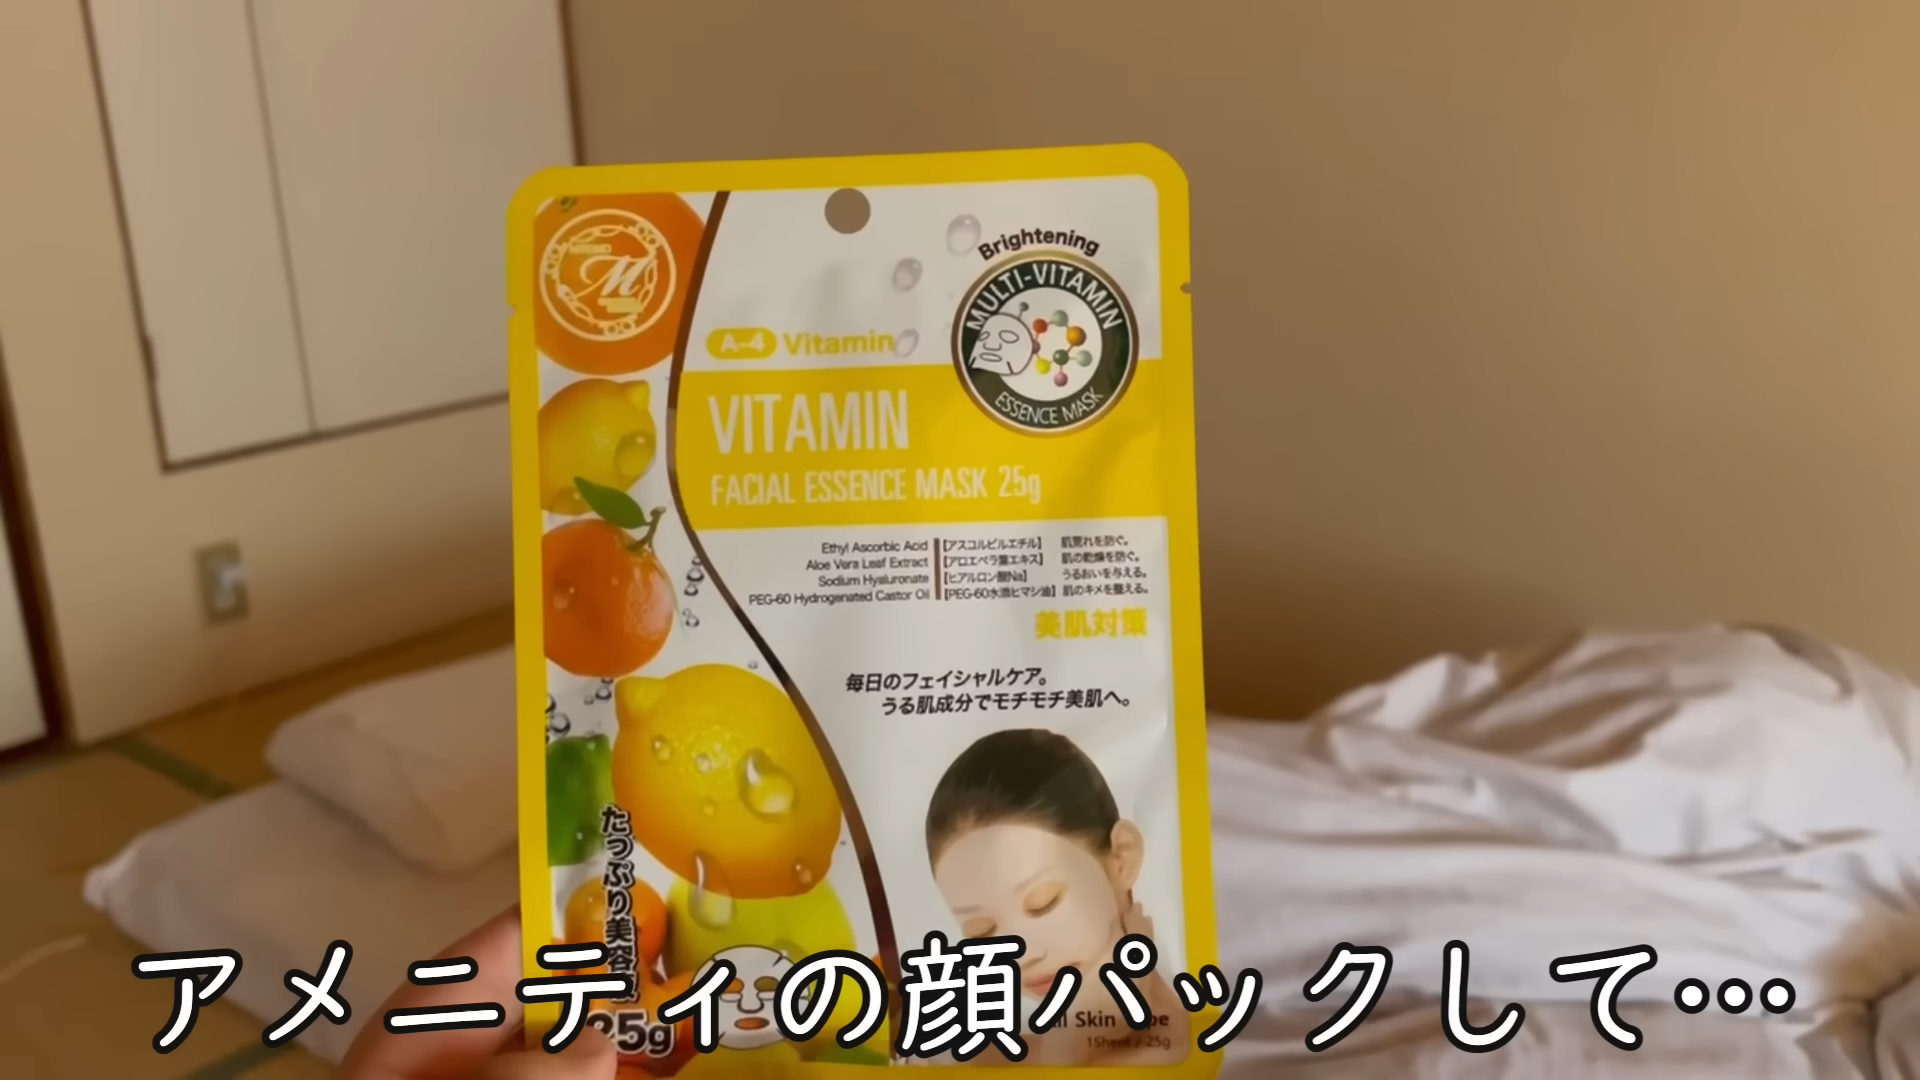 Brightening
MULTI-VITAMIN
ESSENCE MASK
M
A-4 Vitamin
VITAMIN
FACIAL ESSENCE MASK 25g
Ethyl Ascorbic Acid 【アスコルビルエチル】 肌荒れを防ぐ。
Aloe Vera Leaf Extract 【アロエベラ葉エキス】 肌の乾燥を防ぐ。
Sodium Hyaluronate 【ヒアルロン酸Na】 うるおいを与える。
PEG-60 Hydrogenated Castor Oil 【PEG-60水添ヒマシ油】 肌のキメを整える。
美肌対策
毎日のフェイシャルケア。
うる肌成分でモチモチ美肌へ。
たっぷり美容
25g
Skin
1Sheet / 25g
アメニティの顔パックして…